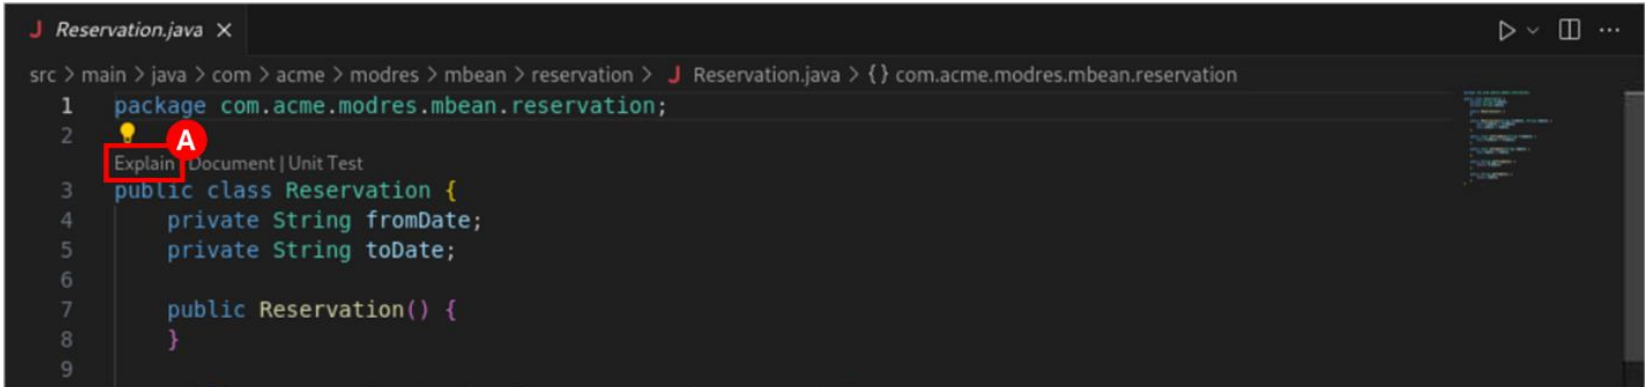 J Reservation.java ×
src > main > java > com > acme > modres > mbean > reservation > J Reservation.java > {} com.acme.modres.mbean.reservation
1 package com.acme.modres.mbean.reservation;
2
A
Explain | Document | Unit Test
3 public class Reservation {
4 private String fromDate;
5 private String toDate;
6
7 public Reservation() {
8 }
9